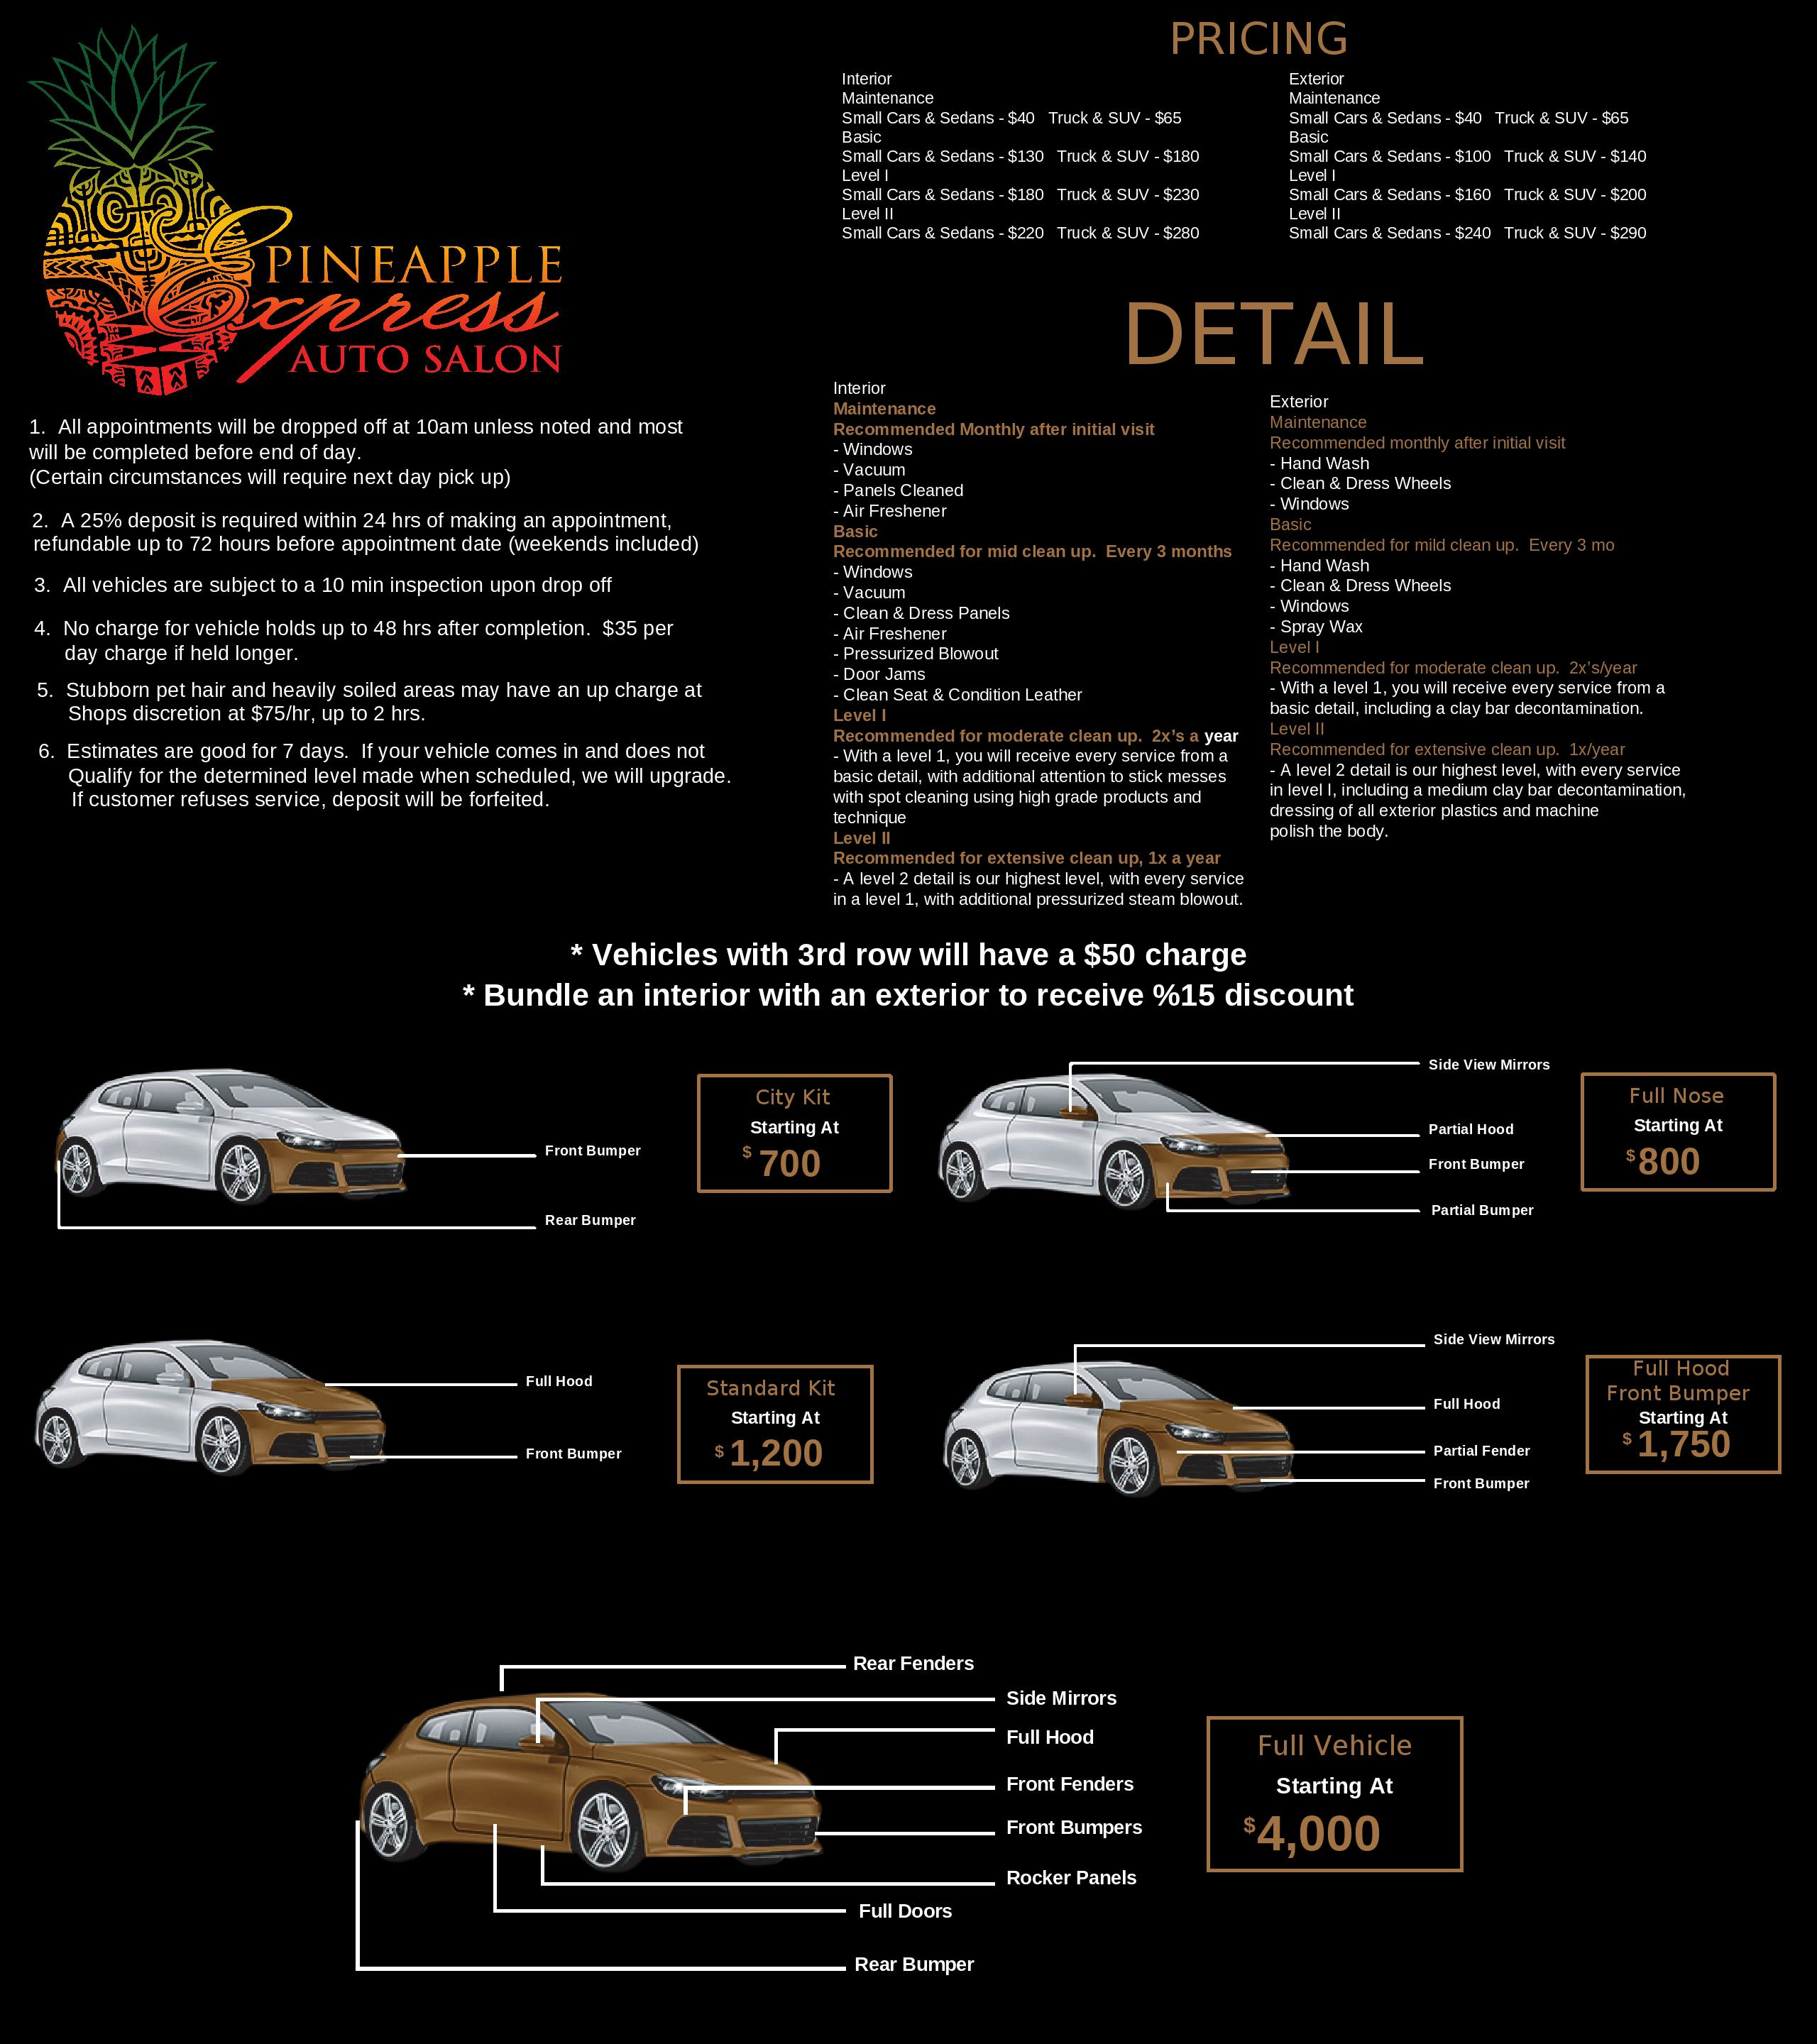 PINEAPPLE
Express
AUTO SALON
1.  All appointments will be dropped off at 10am unless noted and most
will be completed before end of day.
(Certain circumstances will require next day pick up)
2.  A 25% deposit is required within 24 hrs of making an appointment,
refundable up to 72 hours before appointment date (weekends included)
3.  All vehicles are subject to a 10 min inspection upon drop off
4.  No charge for vehicle holds up to 48 hrs after completion.  $35 per
day charge if held longer.
5.  Stubborn pet hair and heavily soiled areas may have an up charge at
Shops discretion at $75/hr, up to 2 hrs.
6.  Estimates are good for 7 days.  If your vehicle comes in and does not
Qualify for the determined level made when scheduled, we will upgrade.
If customer refuses service, deposit will be forfeited.
PRICING
Interior
Maintenance
Small Cars & Sedans - $40   Truck & SUV - $65
Basic
Small Cars & Sedans - $130   Truck & SUV - $180
Level I
Small Cars & Sedans - $180   Truck & SUV - $230
Level II
Small Cars & Sedans - $220   Truck & SUV - $280
Exterior
Maintenance
Small Cars & Sedans - $40   Truck & SUV - $65
Basic
Small Cars & Sedans - $100   Truck & SUV - $140
Level I
Small Cars & Sedans - $160   Truck & SUV - $200
Level II
Small Cars & Sedans - $240   Truck & SUV - $290
DETAIL
Interior
Maintenance
Recommended Monthly after initial visit
- Windows
- Vacuum
- Panels Cleaned
- Air Freshener
Basic
Recommended for mid clean up.  Every 3 months
- Windows
- Vacuum
- Clean & Dress Panels
- Air Freshener
- Pressurized Blowout
- Door Jams
- Clean Seat & Condition Leather
Level I
Recommended for moderate clean up.  2x's a year
- With a level 1, you will receive every service from a
basic detail, with additional attention to stick messes
with spot cleaning using high grade products and
technique
Level II
Recommended for extensive clean up, 1x a year
- A level 2 detail is our highest level, with every service
in a level 1, with additional pressurized steam blowout.
Exterior
Maintenance
Recommended monthly after initial visit
- Hand Wash
- Clean & Dress Wheels
- Windows
Basic
Recommended for mild clean up.  Every 3 mo
- Hand Wash
- Clean & Dress Wheels
- Windows
- Spray Wax
Level I
Recommended for moderate clean up.  2x's/year
- With a level 1, you will receive every service from a
basic detail, including a clay bar decontamination.
Level II
Recommended for extensive clean up.  1x/year
- A level 2 detail is our highest level, with every service
in level I, including a medium clay bar decontamination,
dressing of all exterior plastics and machine
polish the body.
* Vehicles with 3rd row will have a $50 charge
* Bundle an interior with an exterior to receive %15 discount
Front Bumper
Rear Bumper
City Kit
Starting At
$ 700
Side View Mirrors
Partial Hood
Front Bumper
Partial Bumper
Full Nose
Starting At
$ 800
Full Hood
Front Bumper
Standard Kit
Starting At
$ 1,200
Side View Mirrors
Full Hood
Partial Fender
Front Bumper
Full Hood
Front Bumper
Starting At
$ 1,750
Rear Fenders
Side Mirrors
Full Hood
Front Fenders
Front Bumpers
Rocker Panels
Full Doors
Rear Bumper
Full Vehicle
Starting At
$4,000